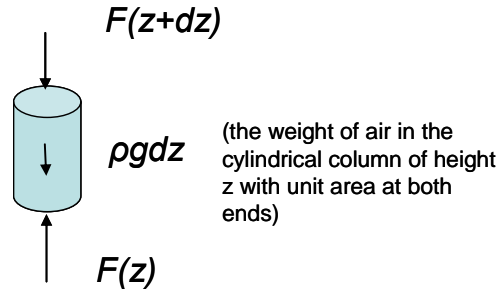 F(z+dz)
ρgdz
(the weight of air in the
cylindrical column of height
z with unit area at both
ends)
F(z)